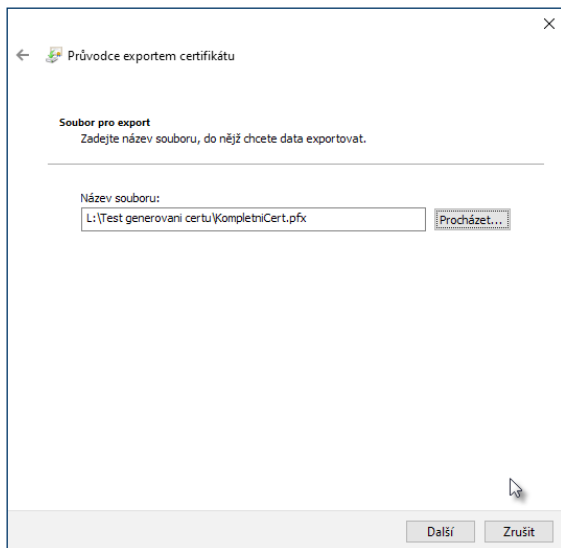 Průvodce exportem certifikátu
Soubor pro export
Zadejte název souboru, do nějž chcete data exportovat.
Název souboru:
L:\Test generovani certu\KompletniCert.pfx
Procházet...
Další
Zrušit